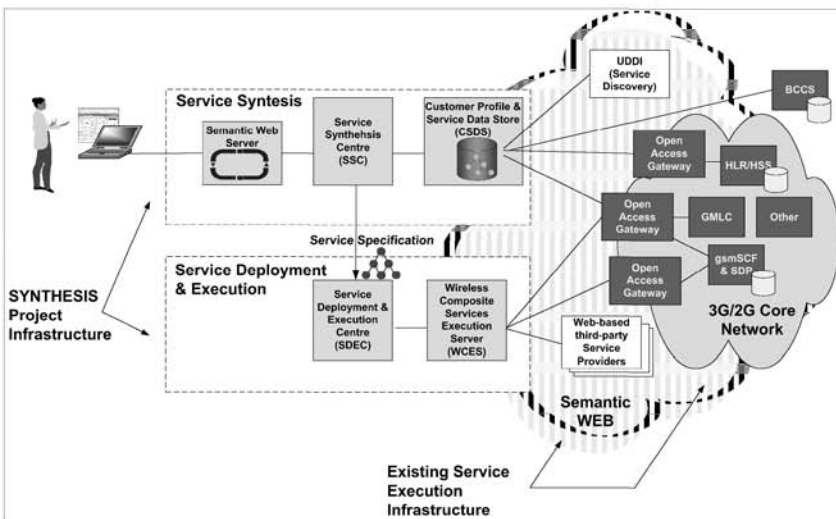 Service Syntesis
Semantic Web
Server
Service
Synthehsis
Centre
(SSC)
Customer Profile &
Service Data Store
(CSDS)
UDDI
(Service
Discovery)
BCCS
Open
Access
Gateway
HLR/HSS
Open
Access
Gateway
GMLC
Other
Open
Access
Gateway
gsmSCF
& SDP
3G/2G Core
Network
Service Specification
Service Deployment
& Execution
Service
Deployment &
Execution
Centre
(SDEC)
Wireless
Composite
Services
Execution
Server
(WCES)
Web-based
third-party
Service
Providers
Semantic
WEB
SYNTHESIS
Project
Infrastructure
Existing Service
Execution
Infrastructure